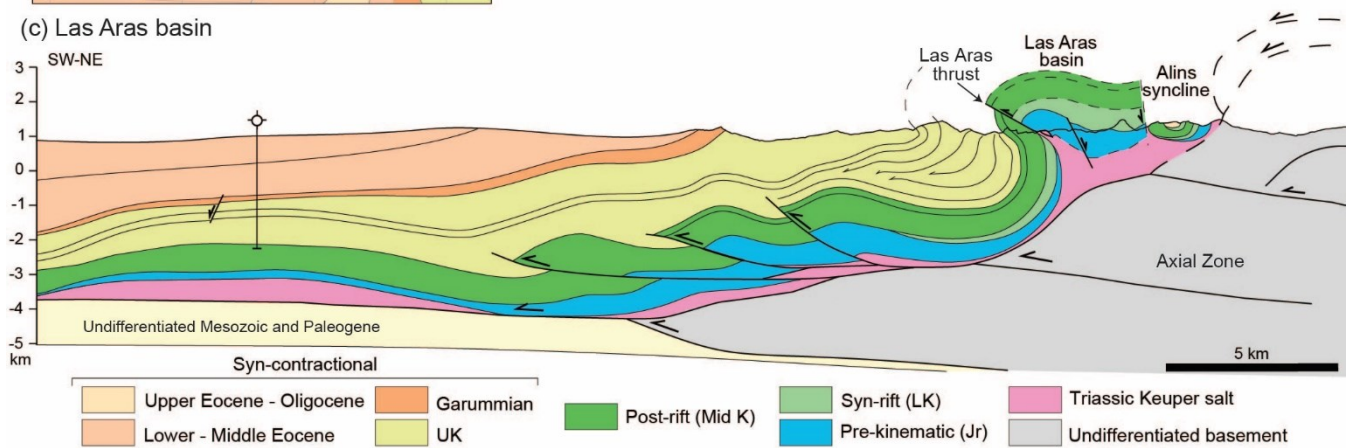 (c) Las Aras basin
SW-NE
Las Aras
thrust
Las Aras
basin
Alins
syncline
3
2
1
0
-1
-2
-3
-4
-5
km
Axial Zone
Undifferentiated Mesozoic and Paleogene
5 km
Syn-contractional
Upper Eocene - Oligocene
Garummian
Lower - Middle Eocene
UK
Post-rift (Mid K)
Syn-rift (LK)
Pre-kinematic (Jr)
Triassic Keuper salt
Undifferentiated basement